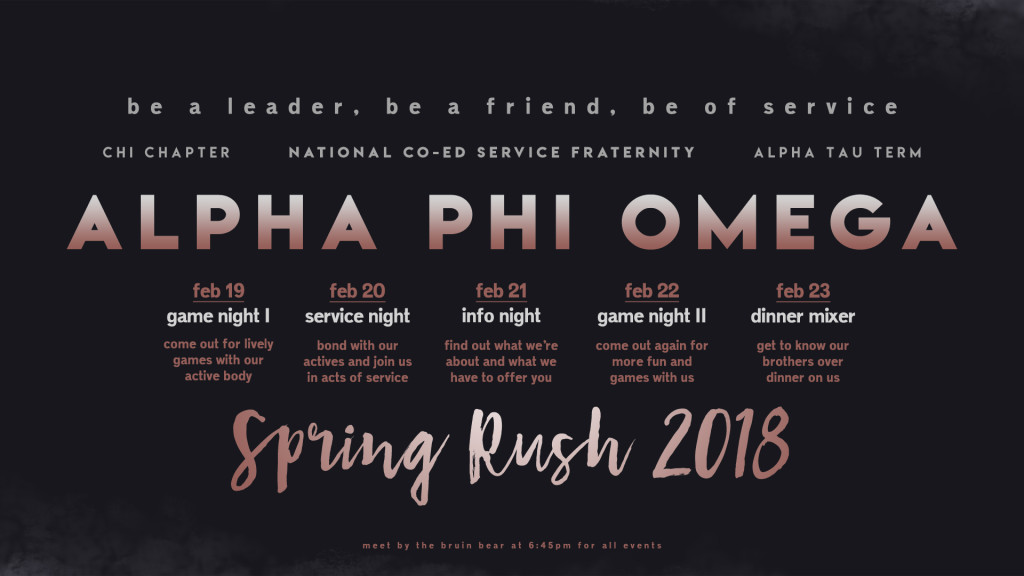 be a leader, be a friend, be of service
CHI CHAPTER NATIONAL CO-ED SERVICE FRATERNITY ALPHA TAU TERM
ALPHA PHI OMEGA
feb 19
game night I
come out for lively
games with our
active body
feb 20
service night
bond with our
actives and join us
in acts of service
feb 21
info night
find out what we're
about and what we
have to offer you
feb 22
game night II
come out again for
more fun and
games with us
feb 23
dinner mixer
get to know our
brothers over
dinner on us
Spring Rush 2018
meet by the bruin bear at 6:45pm for all events